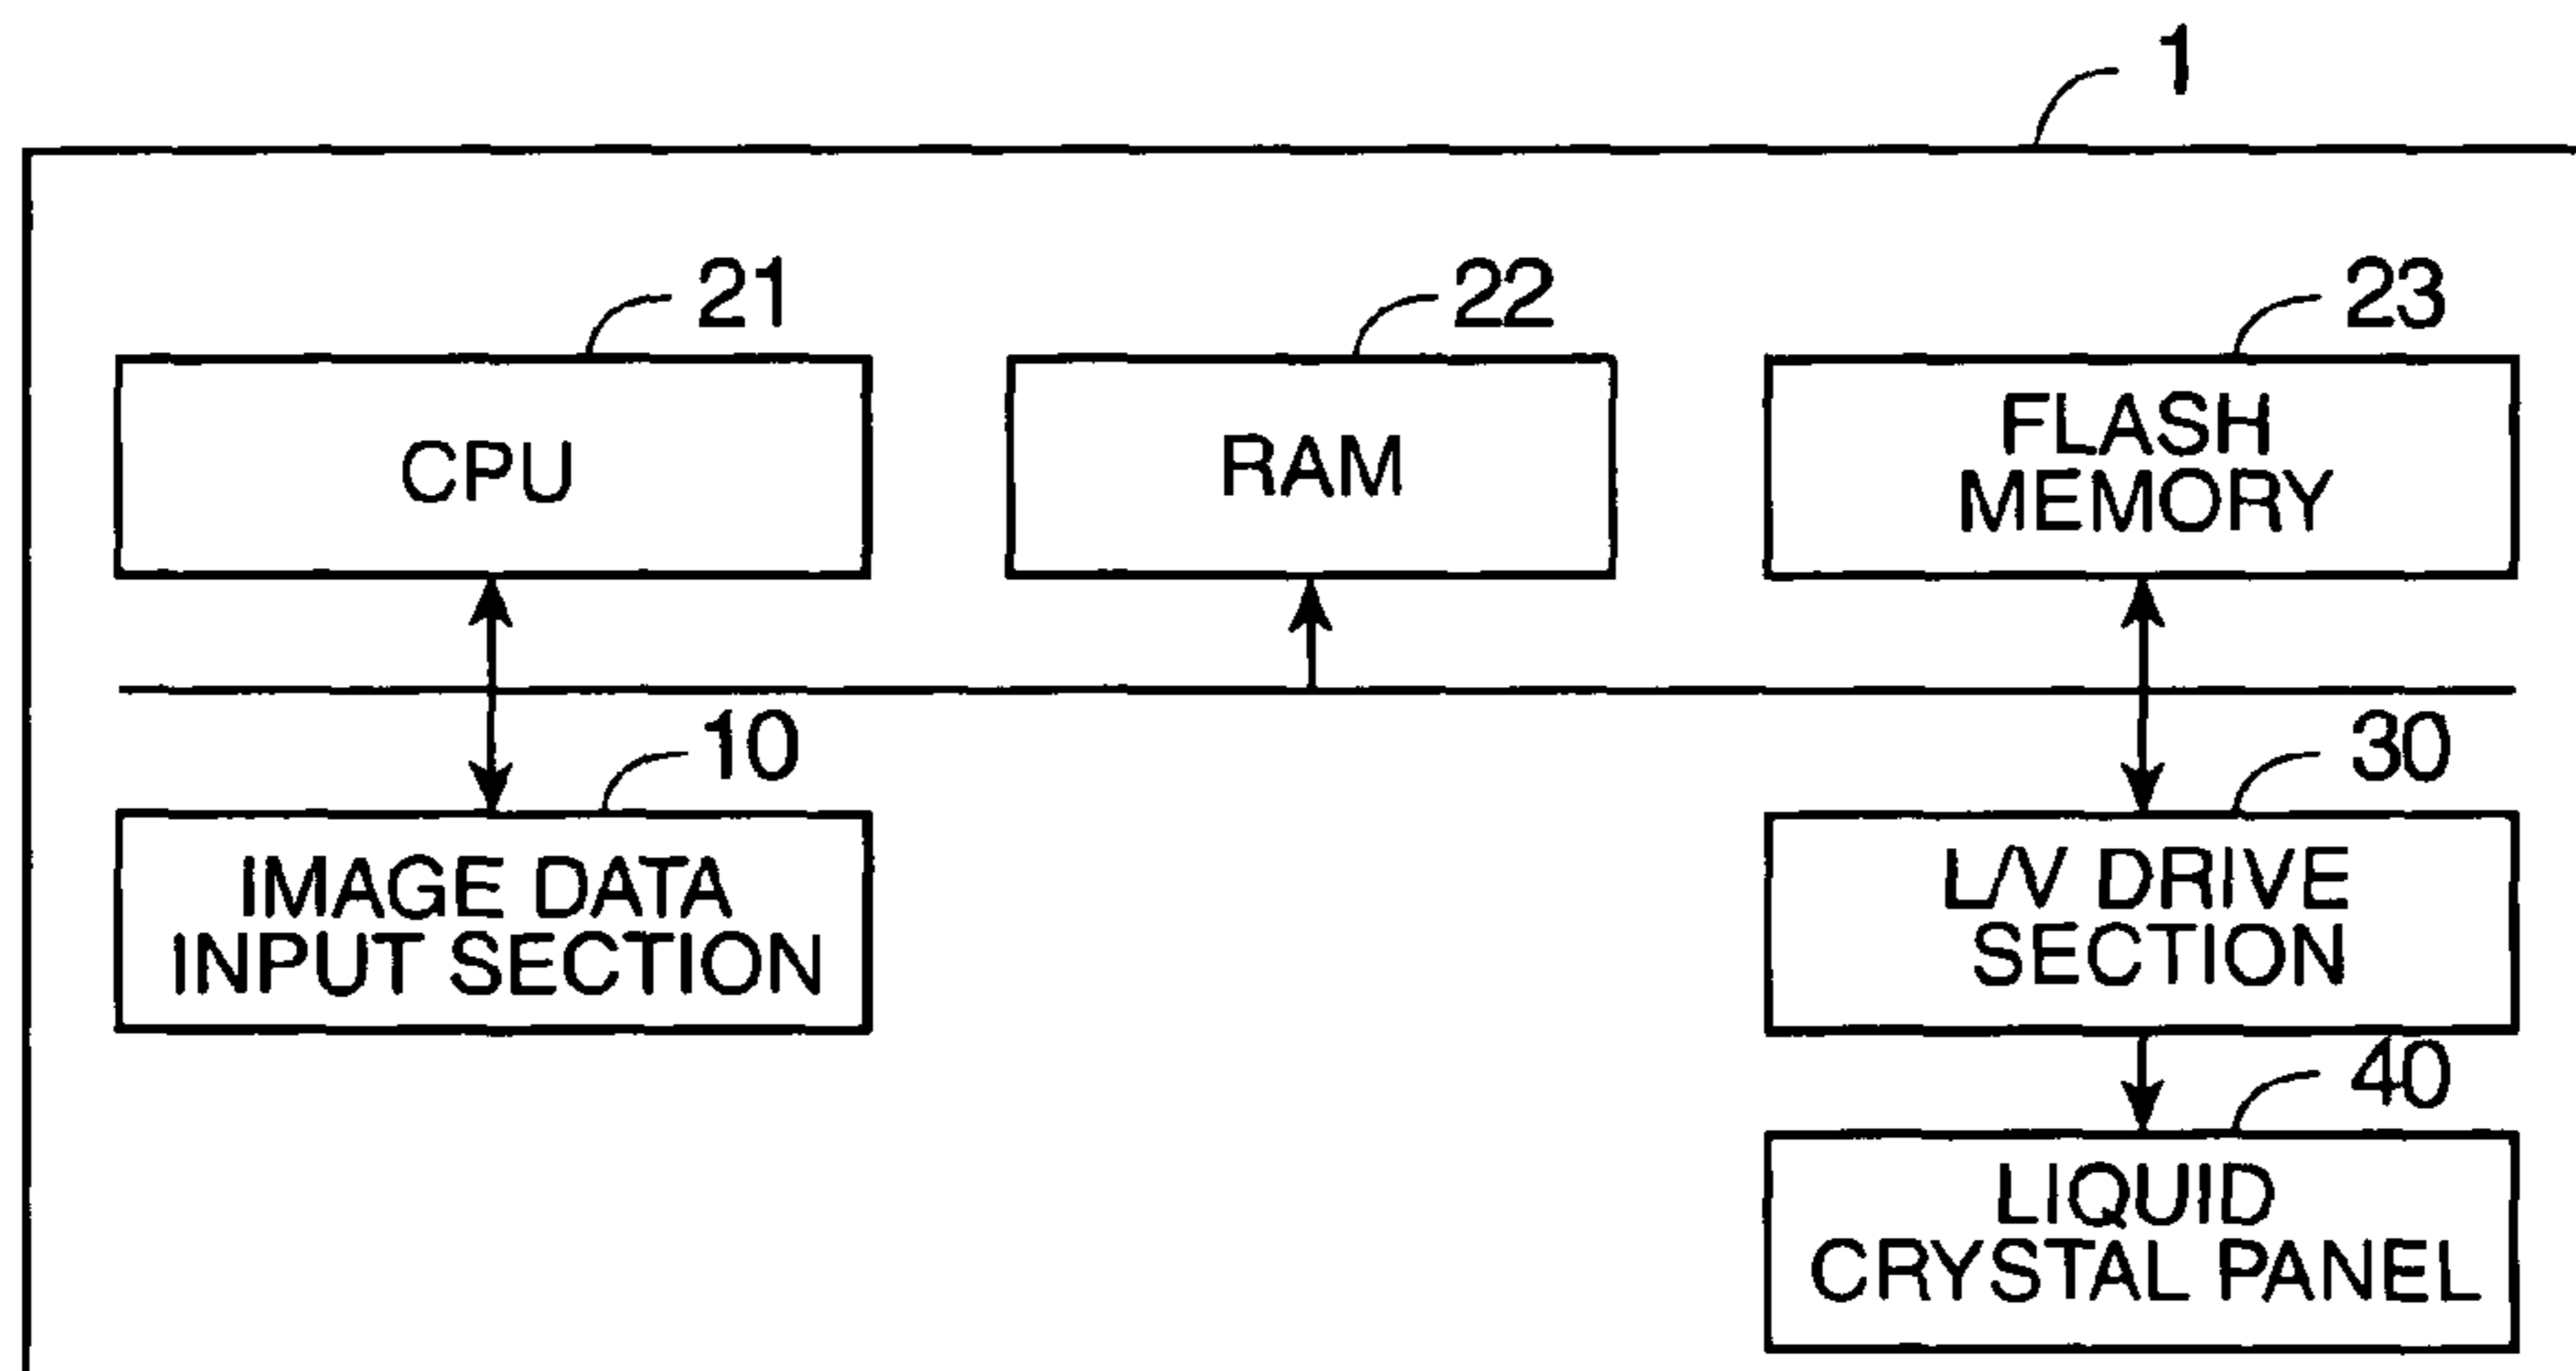 1
21
22
23
CPU
RAM
FLASH
MEMORY
10
30
IMAGE DATA
INPUT SECTION
L/V DRIVE
SECTION
40
LIQUID
CRYSTAL PANEL